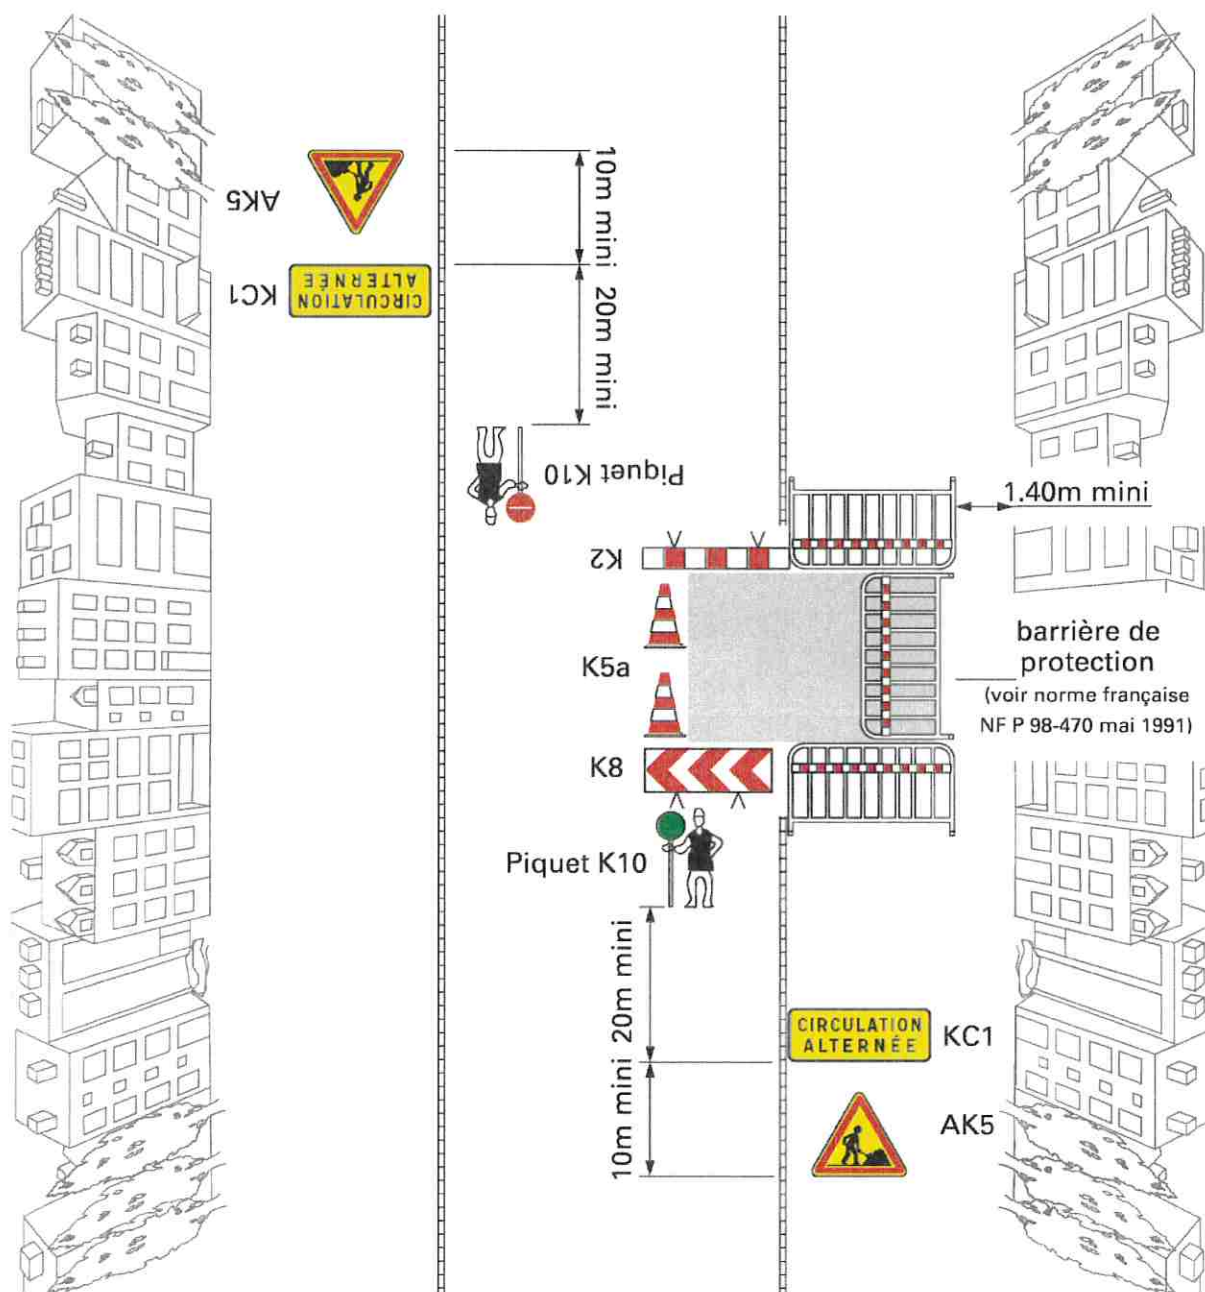 10m mini
AK5
CIRCULATION
ALTERNÉE
KC1
20m mini
Piquet K10
1.40m mini
K2
barrière de
protection
(voir norme française
NF P 98-470 mai 1991)
K5a
K8
Piquet K10
20m mini
CIRCULATION
ALTERNÉE
KC1
10m mini
AK5